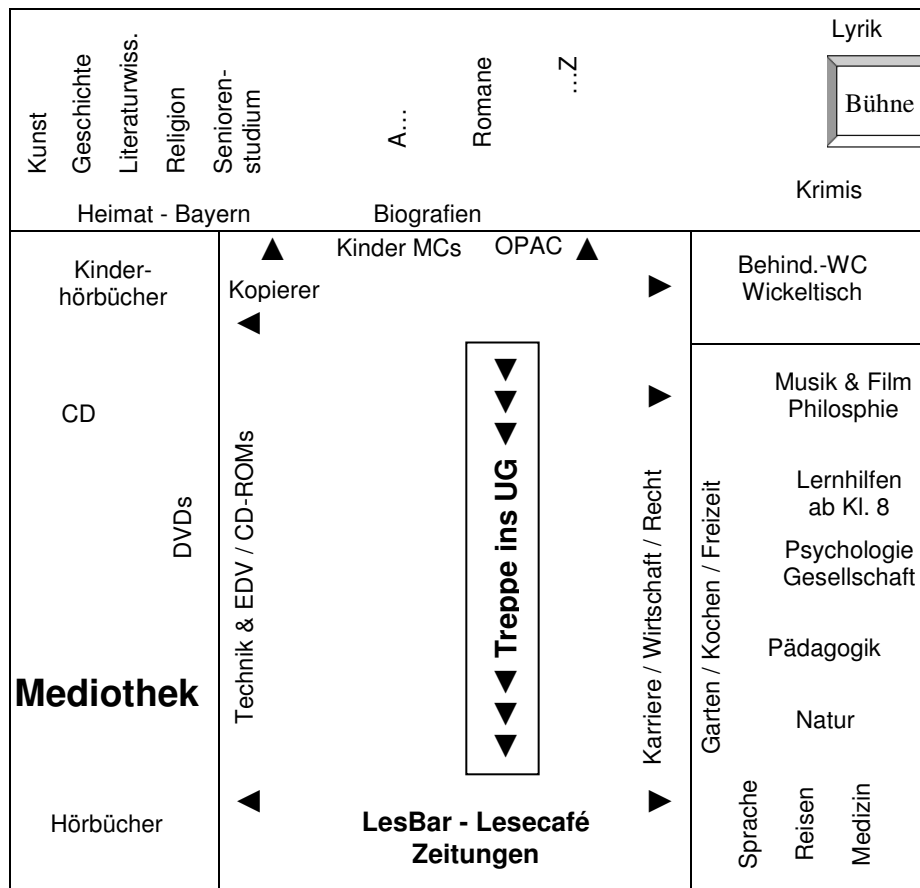 Lyrik
Bühne
Krimis
Kunst
Geschichte
Literaturwiss.
Religion
Senioren-
studium
A…
Romane
…Z
Heimat - Bayern
Biografien
Kinder MCs
OPAC
Kinder-
hörbücher
Kopierer
Behind.-WC
Wickeltisch
CD
DVDs
Mediothek
Hörbücher
Technik & EDV / CD-ROMs
Treppe ins UG
Karriere / Wirtschaft / Recht
Garten / Kochen / Freizeit
Musik & Film
Philosphie
Lernhilfen
ab Kl. 8
Psychologie
Gesellschaft
Pädagogik
Natur
Sprache
Reisen
Medizin
LesBar - Lesecafé
Zeitungen